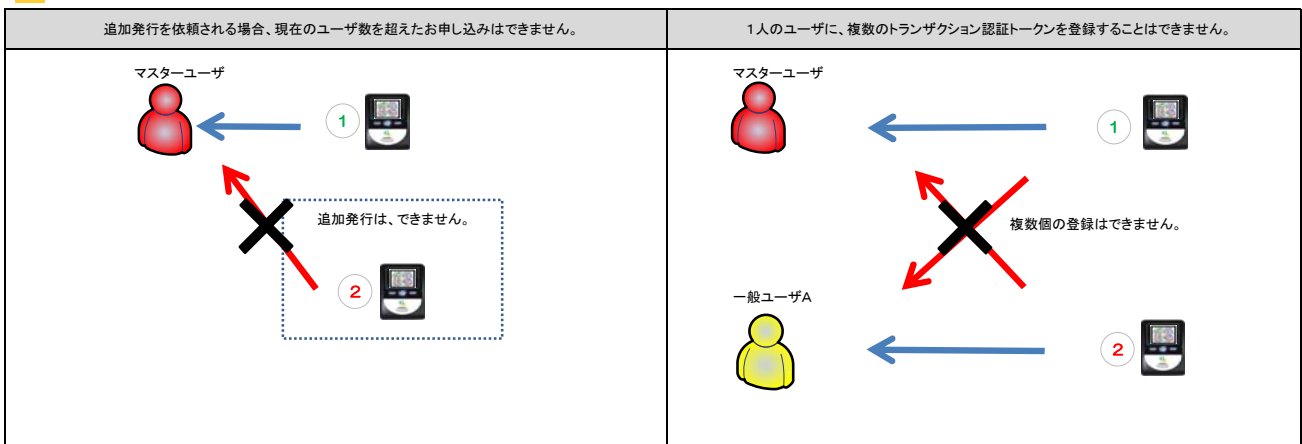 追加発行を依頼される場合、現在のユーザ数を超えたお申し込みはできません。
マスターユーザ
1
追加発行は、できません。
2
1人のユーザに、複数のトランザクション認証トークンを登録することはできません。
マスターユーザ
1
複数個の登録はできません。
一般ユーザA
2